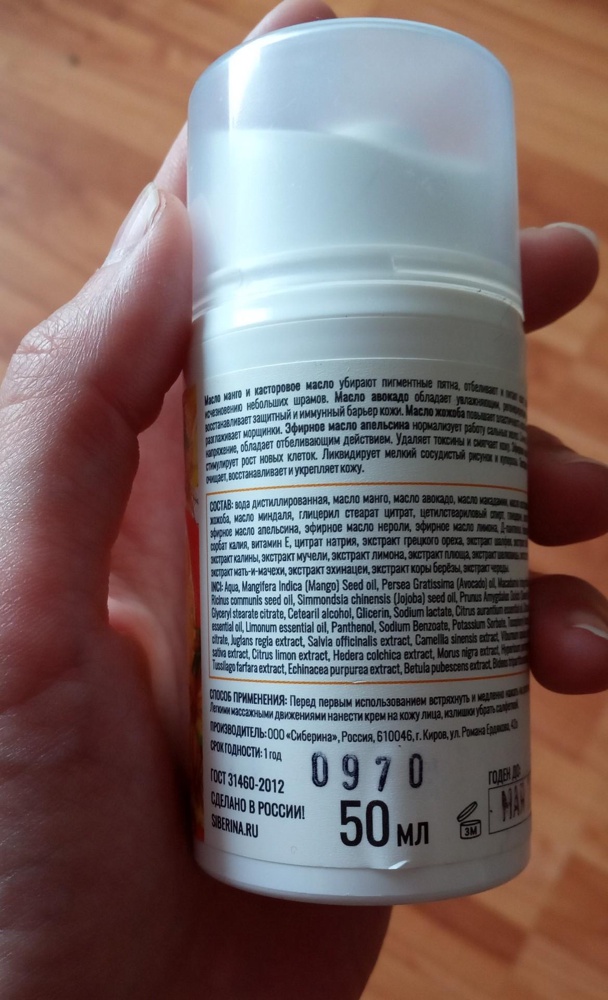 Масло манго и касторовое масло убирают пигментные пятна, отбеливает и
исчезновению небольших шрамов. Масло авокадо обладает увлажняющим,
восстанавливает защитный и иммунный барьер кожи. Масло жожоба повышает
разглаживает морщинки. Эфирное масло апельсина нормализует работу сальных
напряжение, обладает отбеливающим действием. Удаляет токсины и смягчает кожу.
стимулирует рост новых клеток. Ликвидирует мелкий сосудистый рисунок и
очищает, восстанавливает и укрепляет кожу.
СОСТАВ: вода дистиллированная, масло манго, масло авокадо, масло макадамии,
жожоба, масло миндаля, глицерил стеарат цитрат, цетилстеариловый спирт,
эфирное масло апельсина, эфирное масло нероли, эфирное масло лимона,
сорбат калия, витамин Е, цитрат натрия, экстракт грецкого ореха, экстракт
экстракт калины, экстракт мучели, экстракт лимона, экстракт плюща, экстракт
экстракт мать-и-мачехи, экстракт эхинацеи, экстракт коры берёзы, экстракт череды.
INCI: Aqua, Mangifera Indica (Mango) Seed oil, Persea Gratissima (Avocado) oil, Macadamia
Ricinus communis seed oil, Simmondsia chinensis (Jojoba) seed oil, Prunus Amygdalus
Glyceryl stearate citrate, Cetearil alcohol, Glicerin, Sodium lactate, Citrus aurantium
essential oil, Limonum essential oil, Panthenol, Sodium Benzoate, Potassium Sorbate,
citrate, Juglans regia extract, Salvia officinalis extract, Camellia sinensis extract,
sativa extract, Citrus limon extract, Hedera colchica extract, Morus nigra extract,
Tussilago farfara extract, Echinacea purpurea extract, Betula pubescens extract, Bidens
СПОСОБ ПРИМЕНЕНИЯ: Перед первым использованием встряхнуть и медленно
Легкими массажными движениями нанести крем на кожу лица, излишки убрать салфеткой.
ПРОИЗВОДИТЕЛЬ: ООО «Сиберина», Россия, 610046, г. Киров, ул. Романа Ердякова,
СРОК ГОДНОСТИ: 1 год
0970
ГОСТ 31460-2012
СДЕЛАНО В РОССИИ!
SIBERINA.RU
50 мл
3М
ГОДЕН ДО:
МАЯ